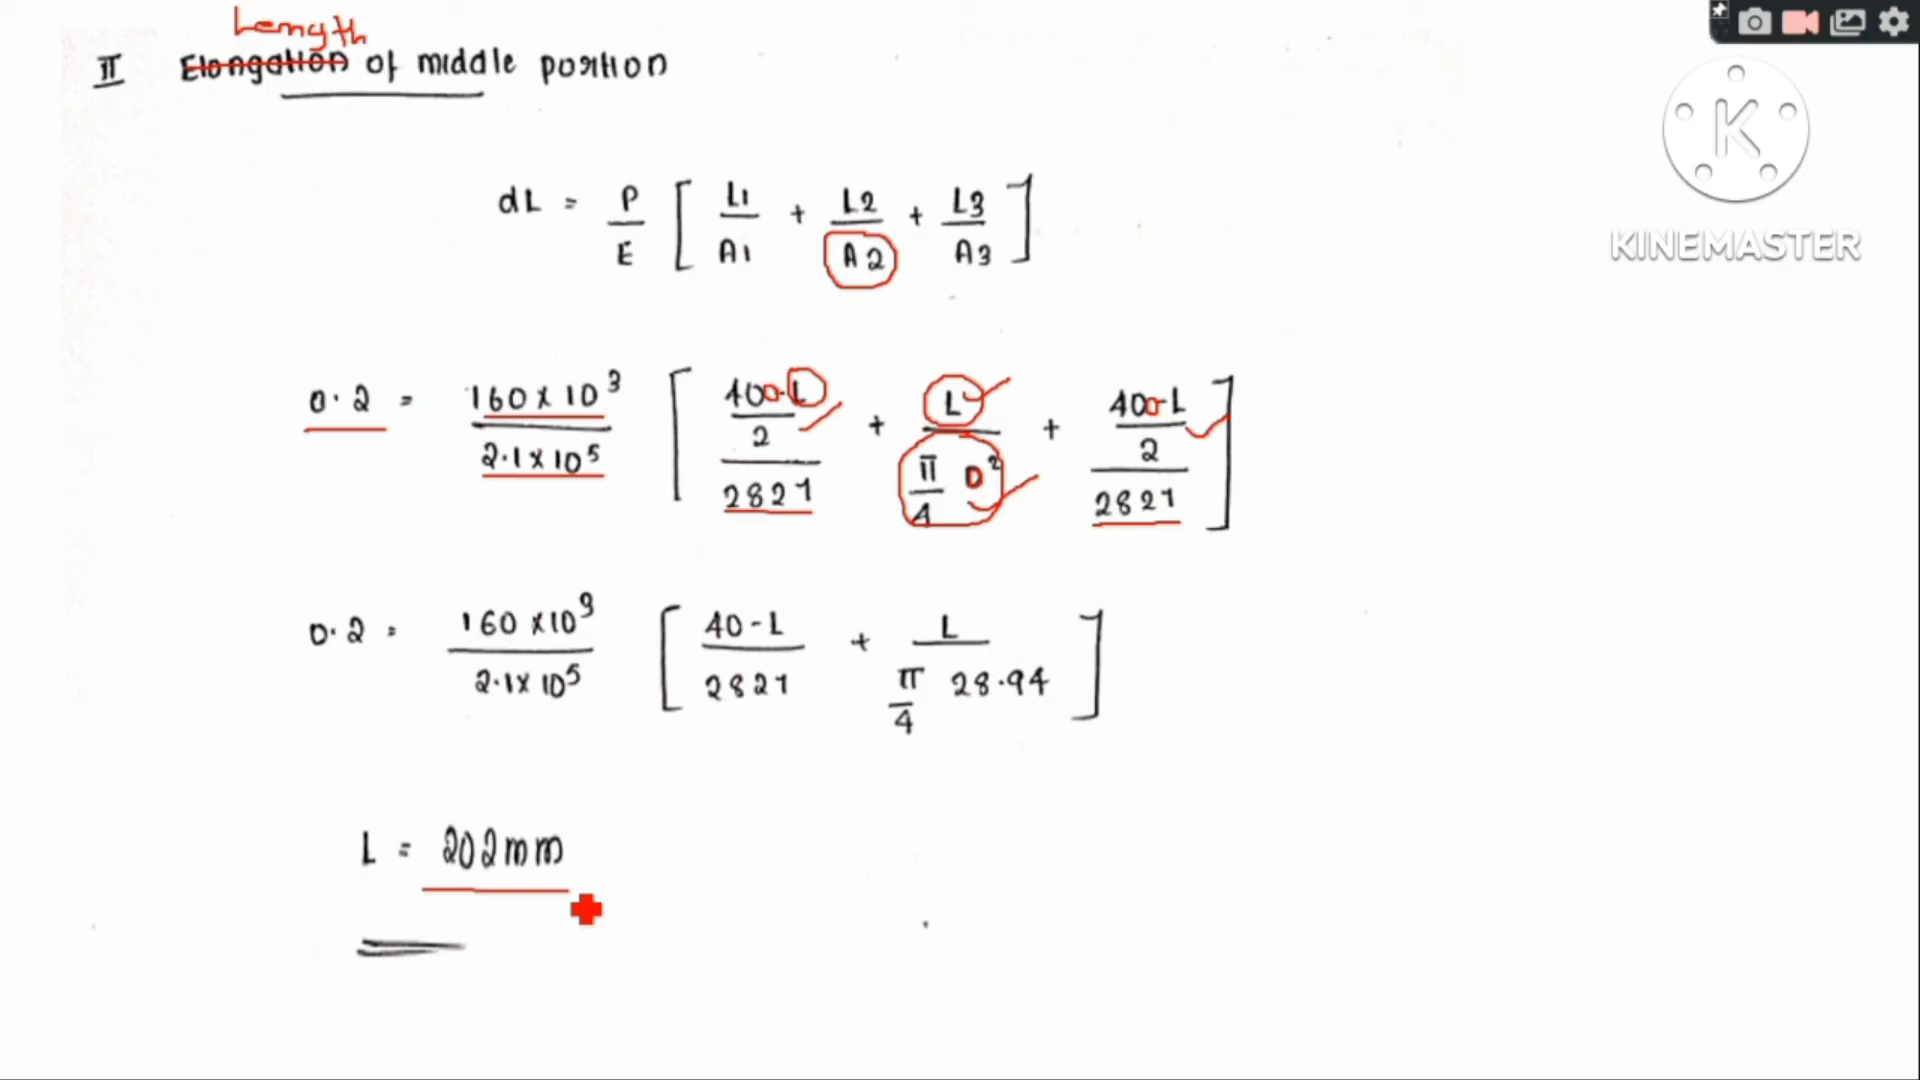 Length
II Elongation of middle portion
KINEMASTER
dL = P/E [ L1/A1 + L2/A2 + L3/A3 ]
0.2 = 160 x 10^3 / 2.1 x 10^5 [ 400-L / 2 / 2827 + L / π/4 D^2 + 400-L / 2 / 2827 ]
0.2 = 160 x 10^3 / 2.1 x 10^5 [ 40-L / 2827 + L / π/4 28.94 ]
L = 202mm